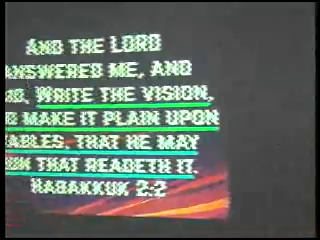 AND THE LORD
ANSWERED ME, AND
WRITE THE VISION,
MAKE IT PLAIN UPON
TABLES, THAT HE MAY
THAT READETH IT.
HABAKKUK 2:2